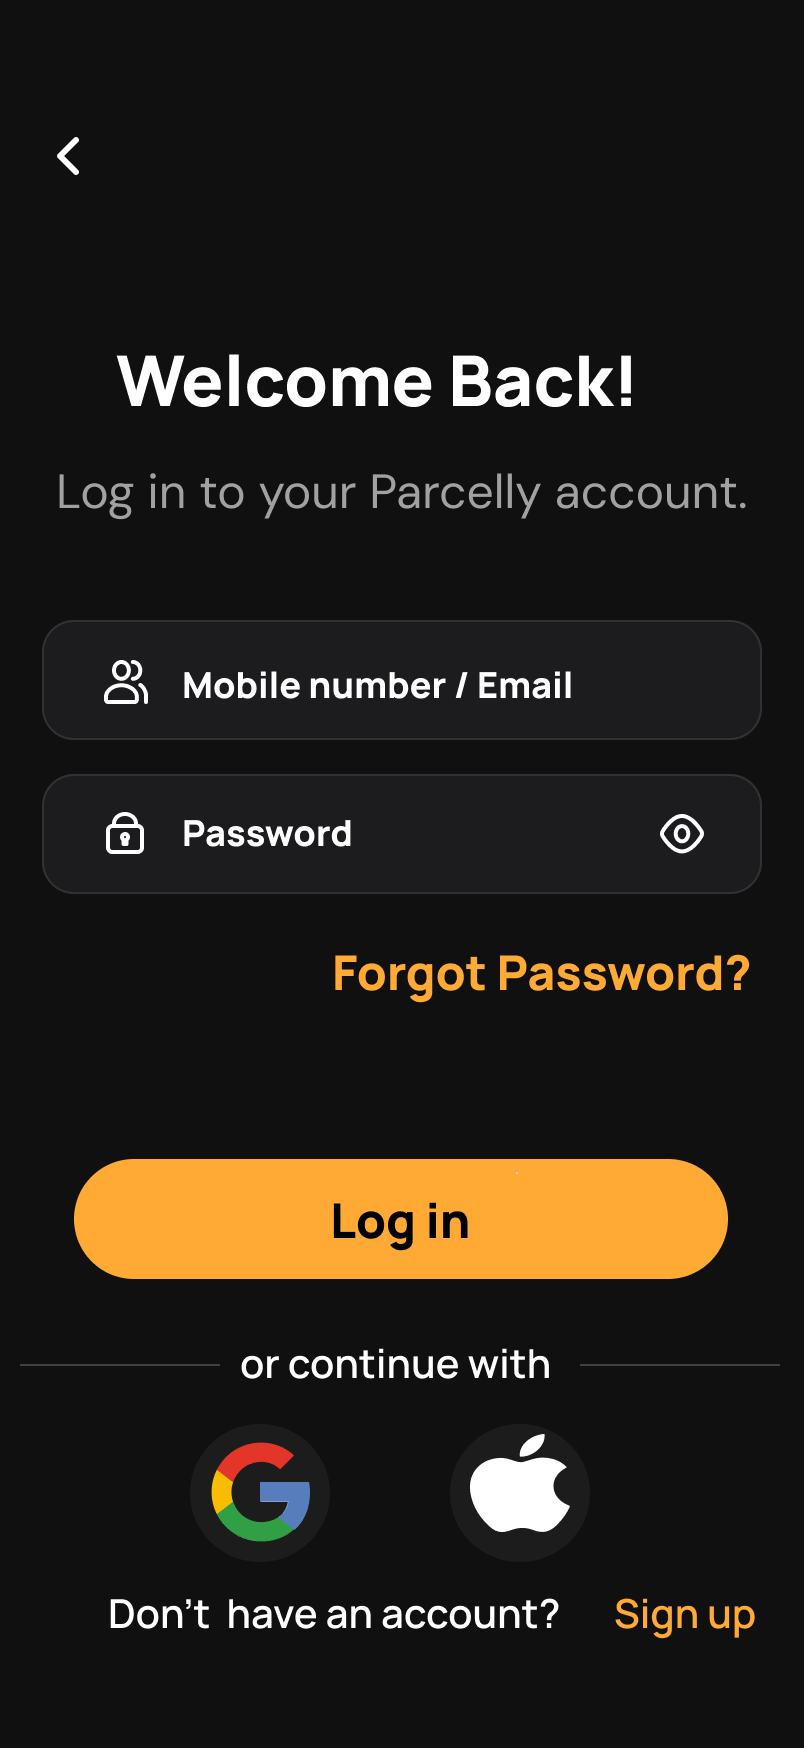 Welcome Back!
Log in to your Parcelly account.
Mobile number / Email
Password
Forgot Password?
Log in
or continue with
Don’t  have an account? Sign up